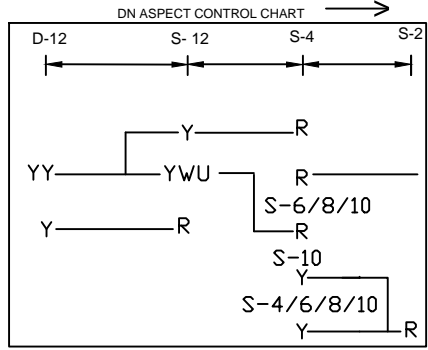 DN ASPECT CONTROL CHART
D-12 S- 12 S-4 S-2
Y R
YY YWU R
S-6/8/10
Y R R
S-10
Y
S-4/6/8/10
Y R